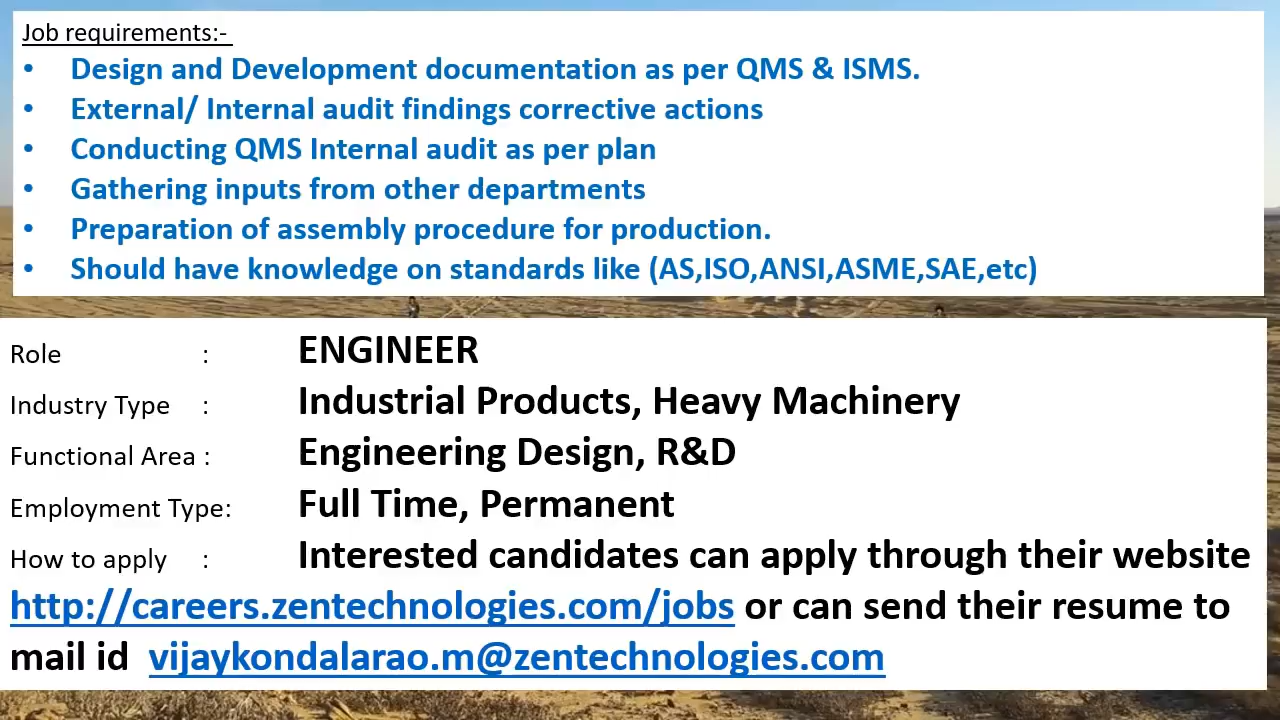 Job requirements:-
• Design and Development documentation as per QMS & ISMS.
• External/ Internal audit findings corrective actions
• Conducting QMS Internal audit as per plan
• Gathering inputs from other departments
• Preparation of assembly procedure for production.
• Should have knowledge on standards like (AS,ISO,ANSI,ASME,SAE,etc)
Role : ENGINEER
Industry Type : Industrial Products, Heavy Machinery
Functional Area : Engineering Design, R&D
Employment Type: Full Time, Permanent
How to apply : Interested candidates can apply through their website
http://careers.zentechnologies.com/jobs or can send their resume to
mail id vijaykondalarao.m@zentechnologies.com